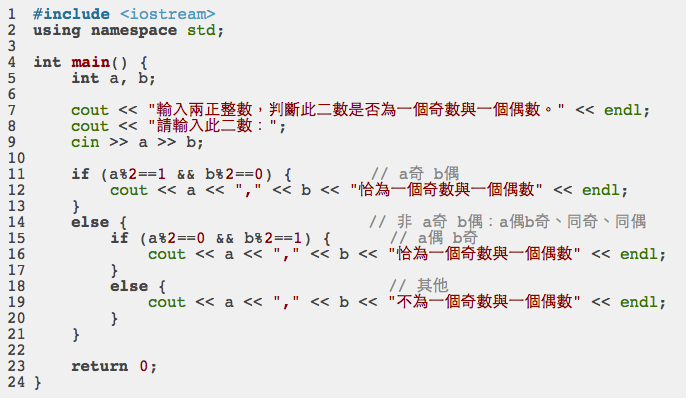 1 #include <iostream>
2 using namespace std;
3
4 int main() {
5     int a, b;
6
7     cout << "輸入兩正整數，判斷此二數是否為一個奇數與一個偶數。" << endl;
8     cout << "請輸入此二數：";
9     cin >> a >> b;
10
11     if (a%2==1 && b%2==0) {        // a奇 b偶
12         cout << a << "," << b << "恰為一個奇數與一個偶數" << endl;
13     }
14     else {                         // 非 a奇 b偶：a偶b奇、同奇、同偶
15         if (a%2==0 && b%2==1) {      // a偶 b奇
16             cout << a << "," << b << "恰為一個奇數與一個偶數" << endl;
17         }
18         else {                       // 其他
19             cout << a << "," << b << "不為一個奇數與一個偶數" << endl;
20         }
21     }
22
23     return 0;
24 }